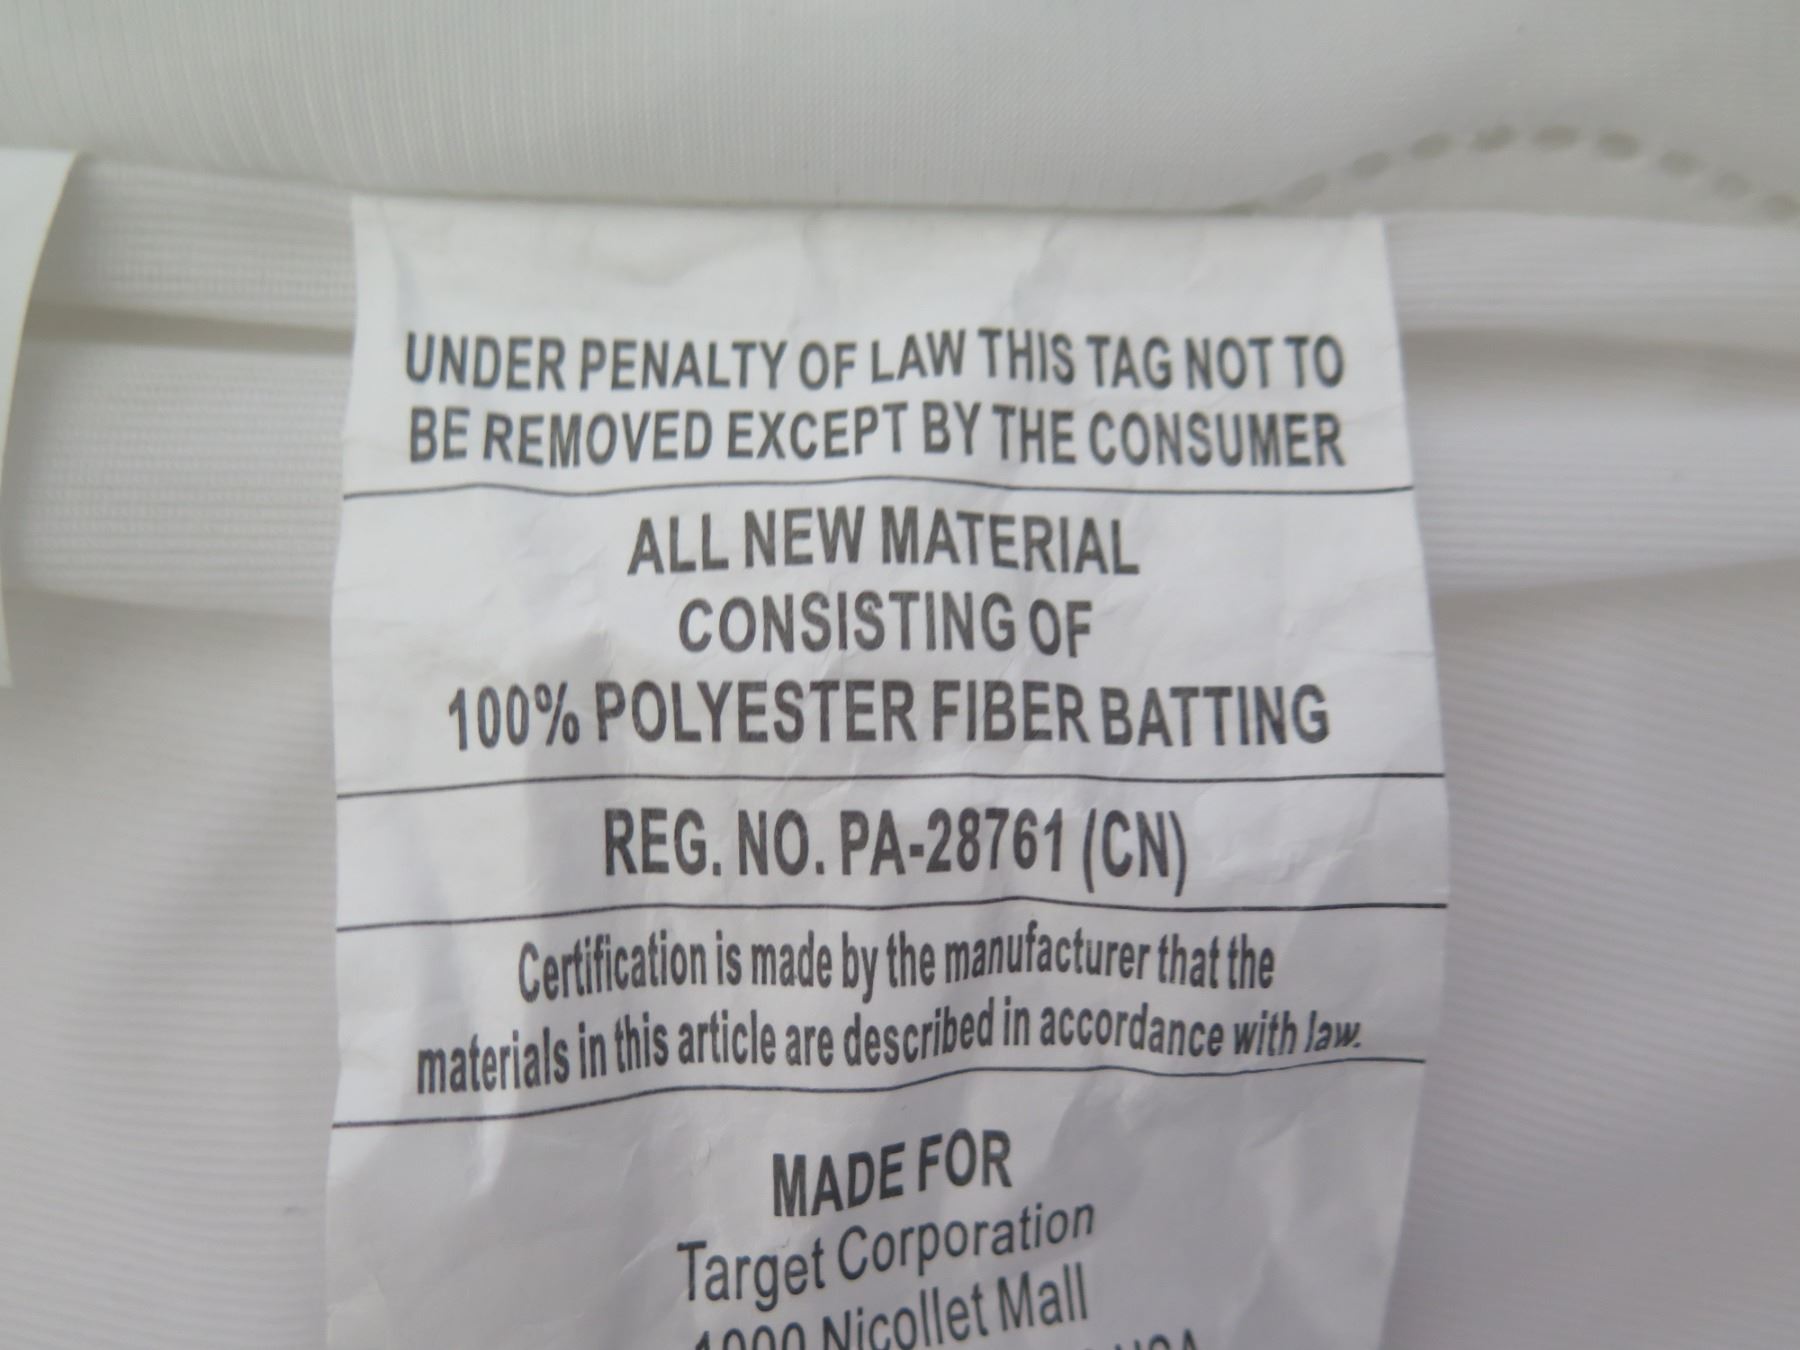 UNDER PENALTY OF LAW THIS TAG NOT TO
BE REMOVED EXCEPT BY THE CONSUMER
ALL NEW MATERIAL
CONSISTING OF
100% POLYESTER FIBER BATTING
REG. NO. PA-28761 (CN)
Certification is made by the manufacturer that the
materials in this article are described in accordance with law.
MADE FOR
Target Corporation
1000 Nicollet Mall
USA